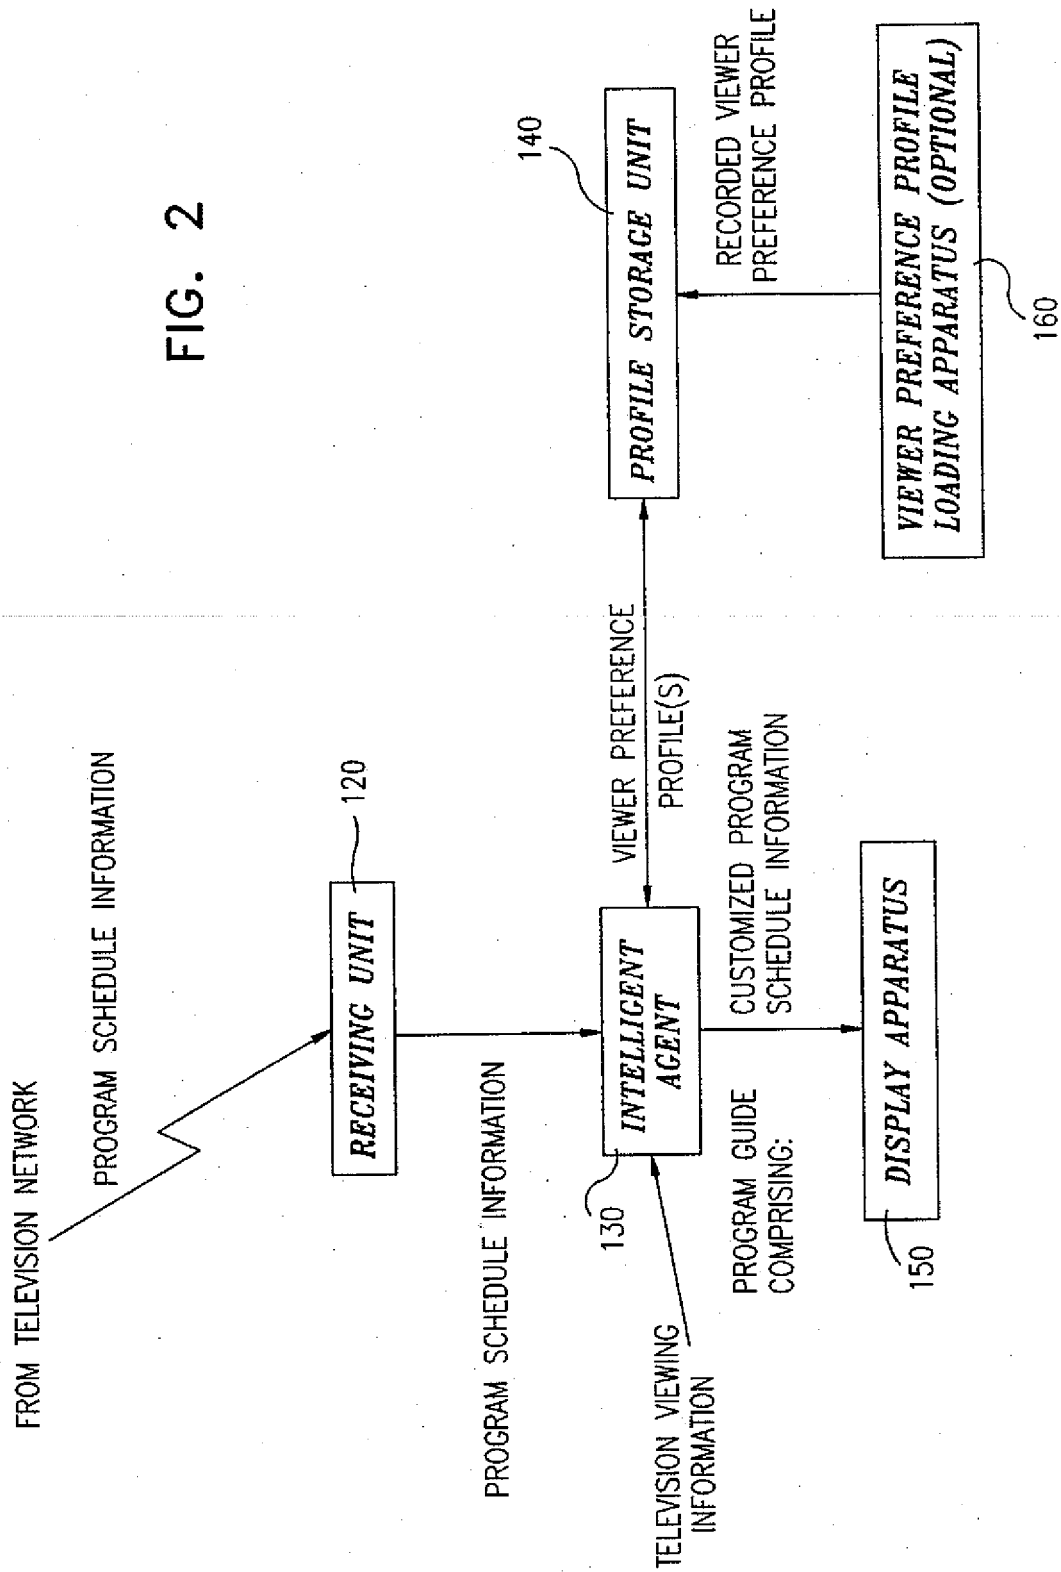 FIG. 2
FROM TELEVISION NETWORK
PROGRAM SCHEDULE INFORMATION
120
RECEIVING UNIT
PROGRAM SCHEDULE INFORMATION
130
INTELLIGENT
AGENT
TELEVISION VIEWING
INFORMATION
VIEWER PREFERENCE
PROFILE(S)
140
PROFILE STORAGE UNIT
RECORDED VIEWER
PREFERENCE PROFILE
VIEWER PREFERENCE PROFILE
LOADING APPARATUS (OPTIONAL)
160
PROGRAM GUIDE
COMPRISING:
CUSTOMIZED PROGRAM
SCHEDULE INFORMATION
150
DISPLAY APPARATUS